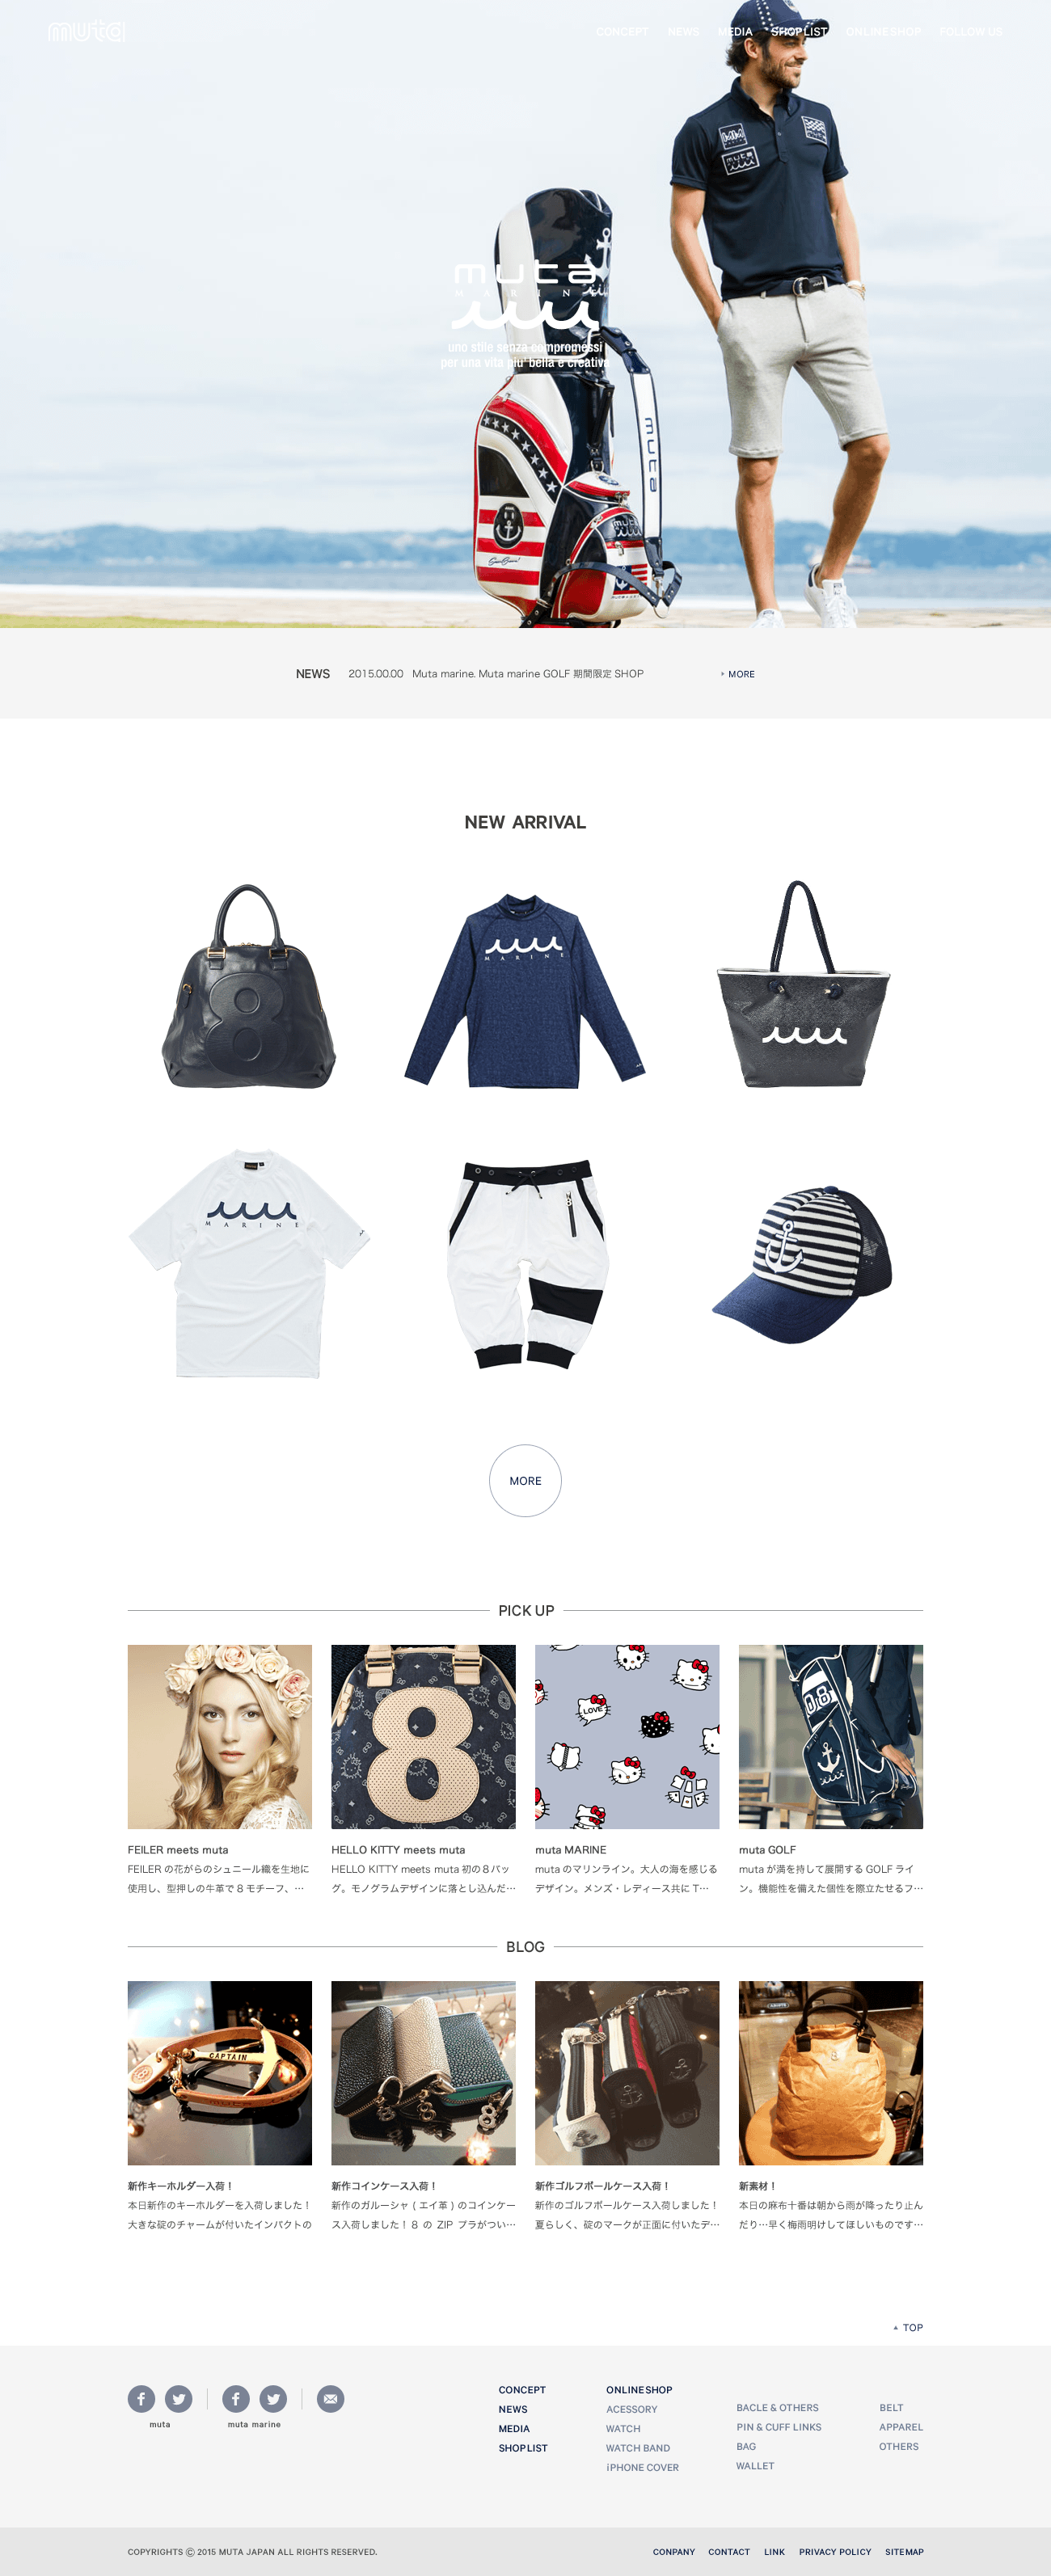 muta
CONCEPT NEWS MEDIA SHOPLIST ONLINESHOP FOLLOW US
muta
MARINE
uno stile senza compromessi
per una vita piu' bella e creativa
muta
muta
NEWS 2015.00.00 Muta marine. Muta marine GOLF 期間限定 SHOP MORE
NEW ARRIVAL
8
MARINE
MARINE
MORE
PICK UP
8
LOVE
08
FEILER meets muta
FEILER の花がらのシュニール織を生地に
使用し、型押しの牛革で 8 モチーフ、…
HELLO KITTY meets muta
HELLO KITTY meets muta 初の８バッ
グ。モノグラムデザインに落とし込んだ…
muta MARINE
muta のマリンライン。大人の海を感じる
デザイン。メンズ・レディース共に T…
muta GOLF
muta が満を持して展開する GOLF ライ
ン。機能性を備えた個性を際立たせるフ…
BLOG
CAPTAIN
新作キーホルダー入荷！
本日新作のキーホルダーを入荷しました！
大きな碇のチャームが付いたインパクトの
新作コインケース入荷！
新作のガルーシャ ( エイ革 ) のコインケー
ス入荷しました！８ の ZIP プラがつい…
新作ゴルフボールケース入荷！
新作のゴルフボールケース入荷しました！
夏らしく、碇のマークが正面に付いたデ…
新素材！
本日の麻布十番は朝から雨が降ったり止ん
だり…早く梅雨明けしてほしいものです…
TOP
muta
muta marine
CONCEPT
NEWS
MEDIA
SHOPLIST
ONLINESHOP
ACESSORY
WATCH
WATCH BAND
iPHONE COVER
BACLE & OTHERS
PIN & CUFF LINKS
BAG
WALLET
BELT
APPAREL
OTHERS
COPYRIGHTS © 2015 MUTA JAPAN ALL RIGHTS RESERVED.
CONPANY CONTACT LINK PRIVACY POLICY SITEMAP